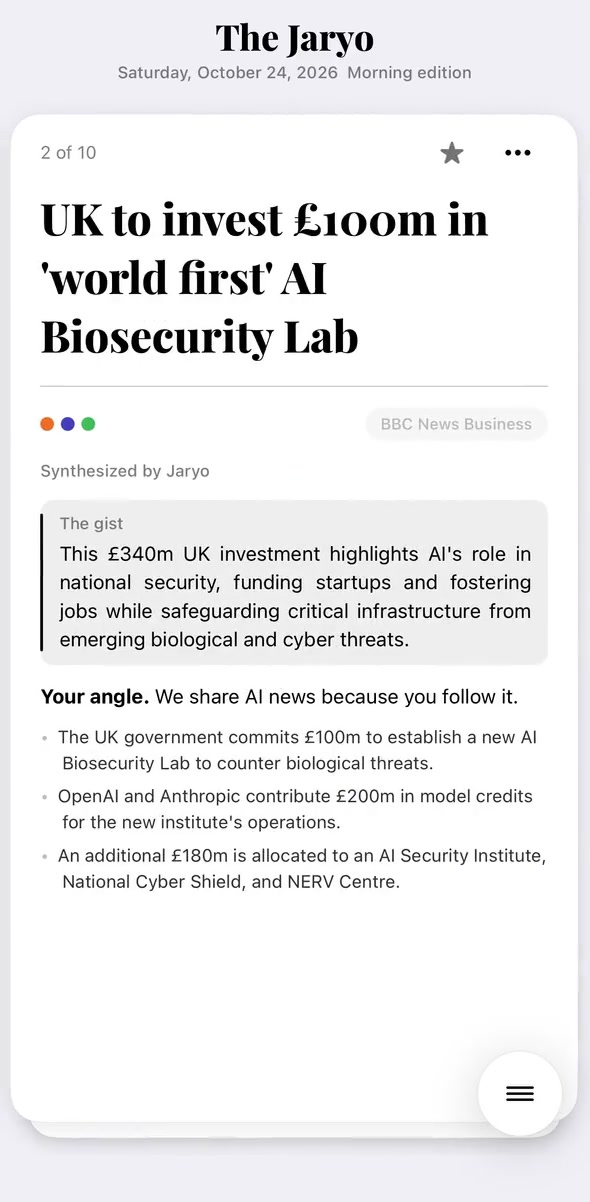 The Jaryo
Saturday, October 24, 2026 Morning edition
2 of 10
UK to invest £100m in
'world first' AI
Biosecurity Lab
BBC News Business
Synthesized by Jaryo
The gist
This £340m UK investment highlights AI's role in
national security, funding startups and fostering
jobs while safeguarding critical infrastructure from
emerging biological and cyber threats.
Your angle. We share AI news because you follow it.
• The UK government commits £100m to establish a new AI
Biosecurity Lab to counter biological threats.
• OpenAI and Anthropic contribute £200m in model credits
for the new institute's operations.
• An additional £180m is allocated to an AI Security Institute,
National Cyber Shield, and NERV Centre.